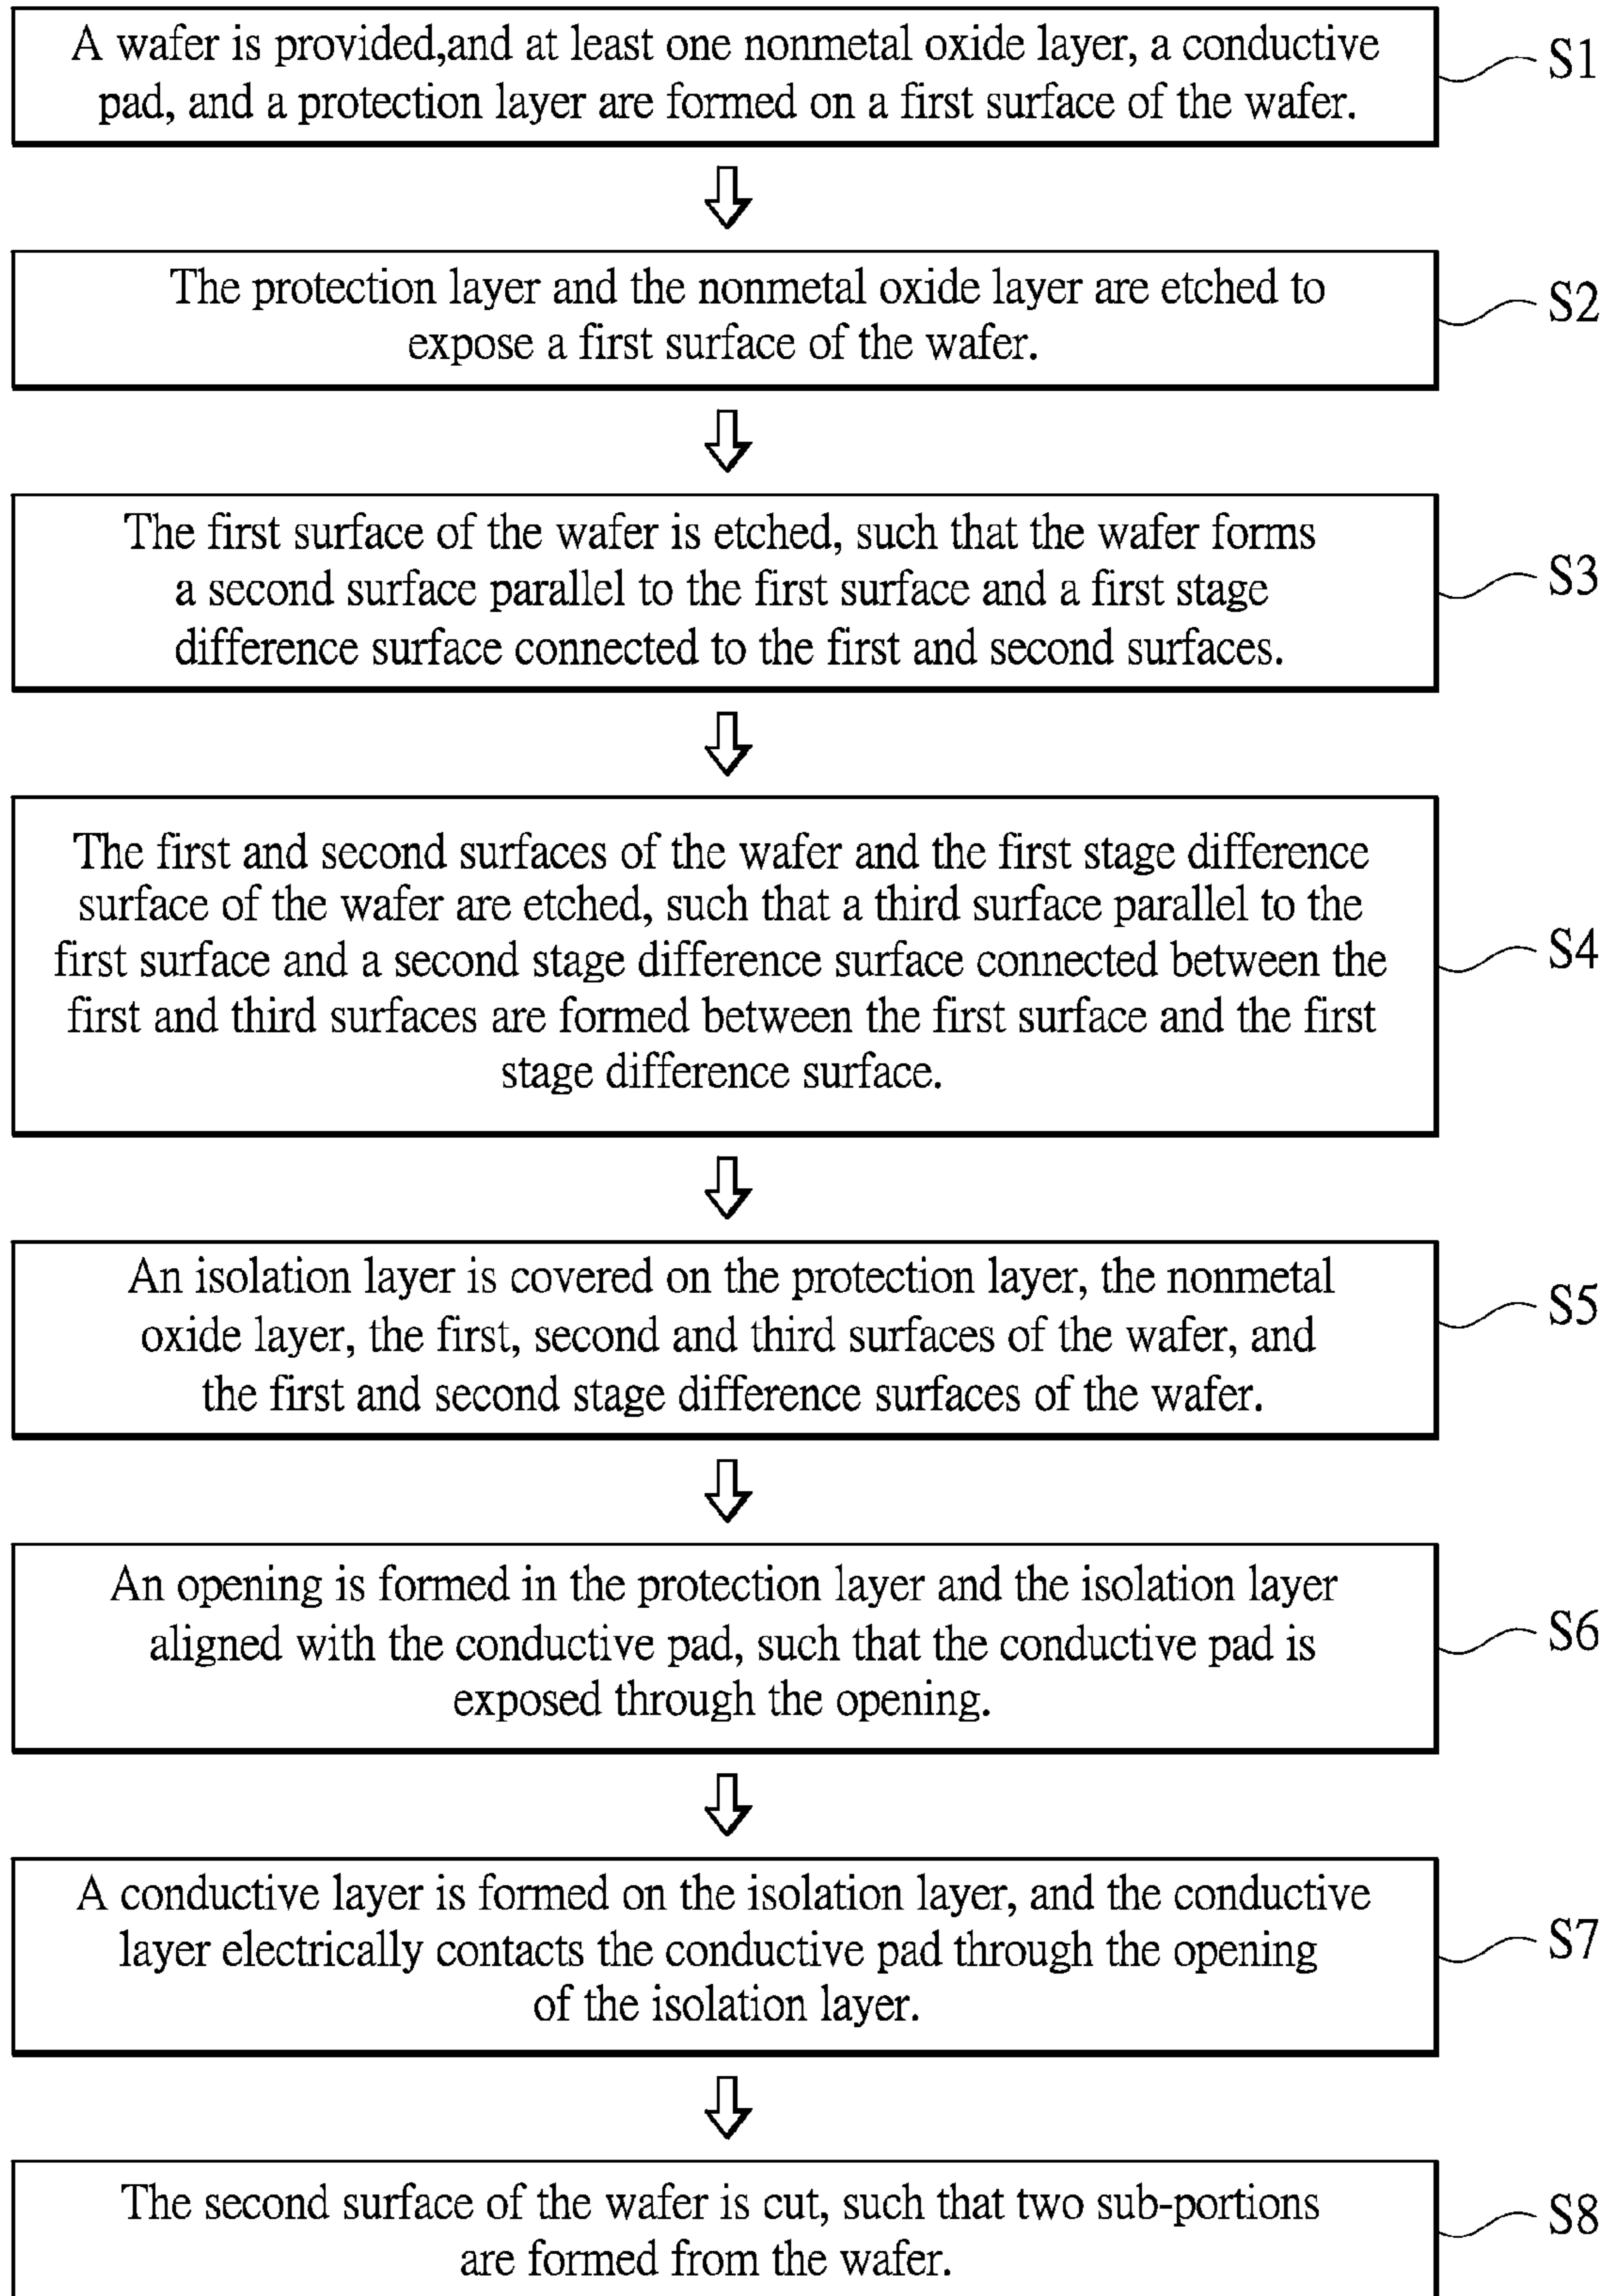 A wafer is provided,and at least one nonmetal oxide layer, a conductive
pad, and a protection layer are formed on a first surface of the wafer.
S1
The protection layer and the nonmetal oxide layer are etched to
expose a first surface of the wafer.
S2
The first surface of the wafer is etched, such that the wafer forms
a second surface parallel to the first surface and a first stage
difference surface connected to the first and second surfaces.
S3
The first and second surfaces of the wafer and the first stage difference
surface of the wafer are etched, such that a third surface parallel to the
first surface and a second stage difference surface connected between the
first and third surfaces are formed between the first surface and the first
stage difference surface.
S4
An isolation layer is covered on the protection layer, the nonmetal
oxide layer, the first, second and third surfaces of the wafer, and
the first and second stage difference surfaces of the wafer.
S5
An opening is formed in the protection layer and the isolation layer
aligned with the conductive pad, such that the conductive pad is
exposed through the opening.
S6
A conductive layer is formed on the isolation layer, and the conductive
layer electrically contacts the conductive pad through the opening
of the isolation layer.
S7
The second surface of the wafer is cut, such that two sub-portions
are formed from the wafer.
S8